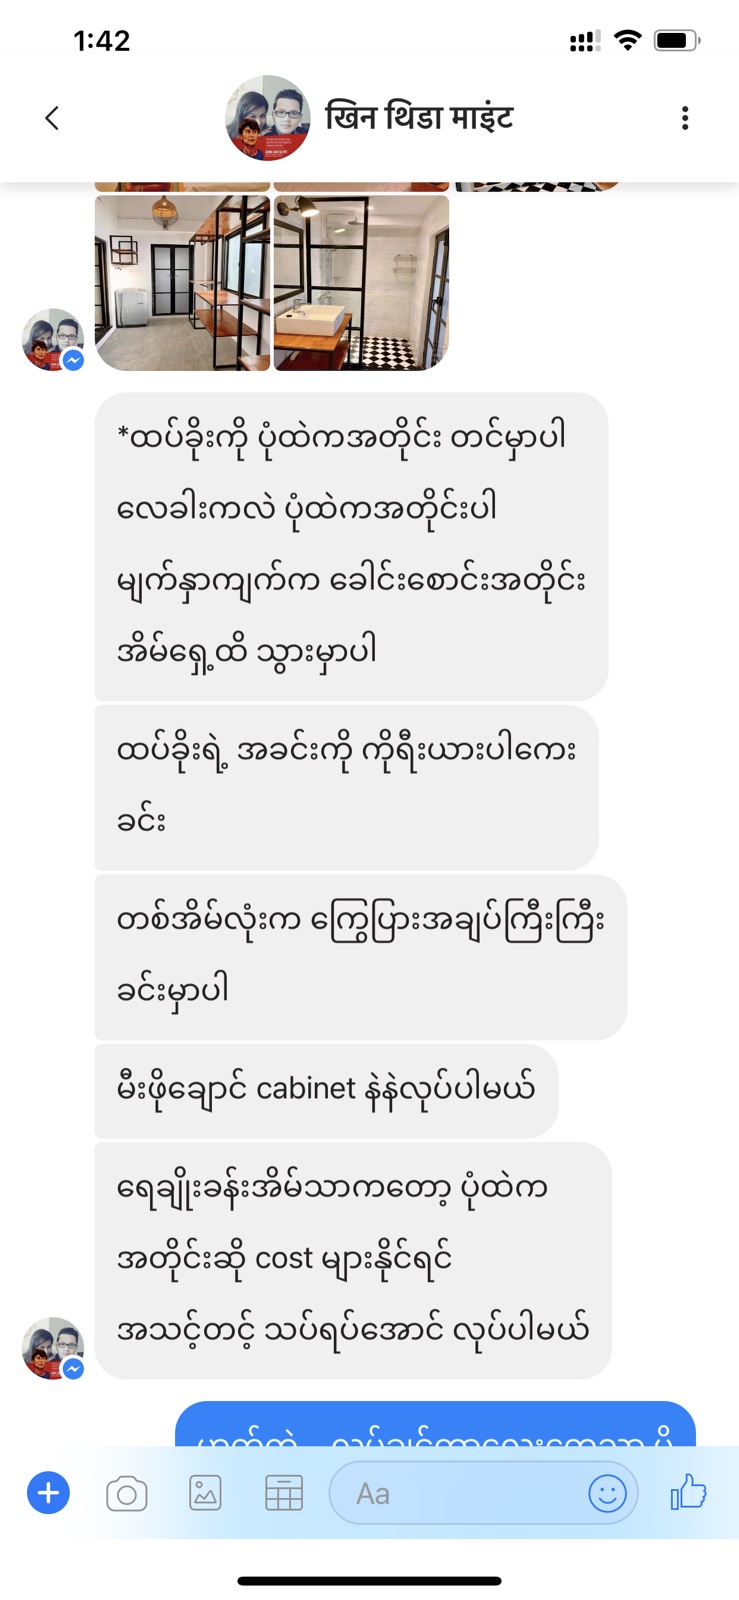 1:42
खिन थिडा माइंट
*ထပ်ခိုးကို ပုံထဲကအတိုင်း တင်မှာပါ
လေခါးကလဲ ပုံထဲကအတိုင်းပါ
မျက်နှာကျက်က ခေါင်းစောင်းအတိုင်း
အိမ်ရှေ့ထိ သွားမှာပါ
ထပ်ခိုးရဲ့ အခင်းကို ကိုရီးယားပါကေး
ခင်း
တစ်အိမ်လုံးက ကြွေပြားအချပ်ကြီးကြီး
ခင်းမှာပါ
မီးဖိုချောင် cabinet နဲနဲလုပ်ပါမယ်
ရေချိုးခန်းအိမ်သာကတော့ ပုံထဲက
အတိုင်းဆို cost များနိုင်ရင်
အသင့်တင့် သပ်ရပ်အောင် လုပ်ပါမယ်
Aa